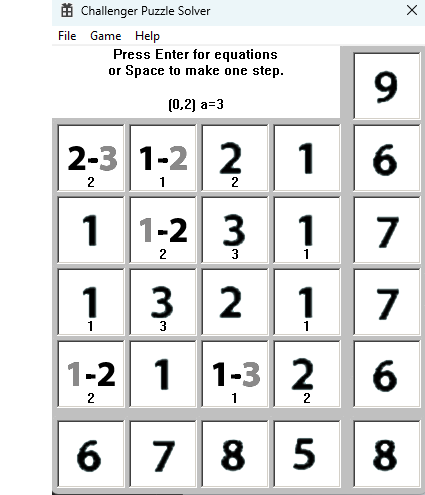 Challenger Puzzle Solver
File Game Help
Press Enter for equations
or Space to make one step.
(0,2) a=3
9
2-3 1-2 2 1 6
2 1 2
1 1-2 3 1 7
2 3 1
1 3 2 1 7
1 3 1
1-2 1 1-3 2 6
2 1 2
6 7 8 5 8